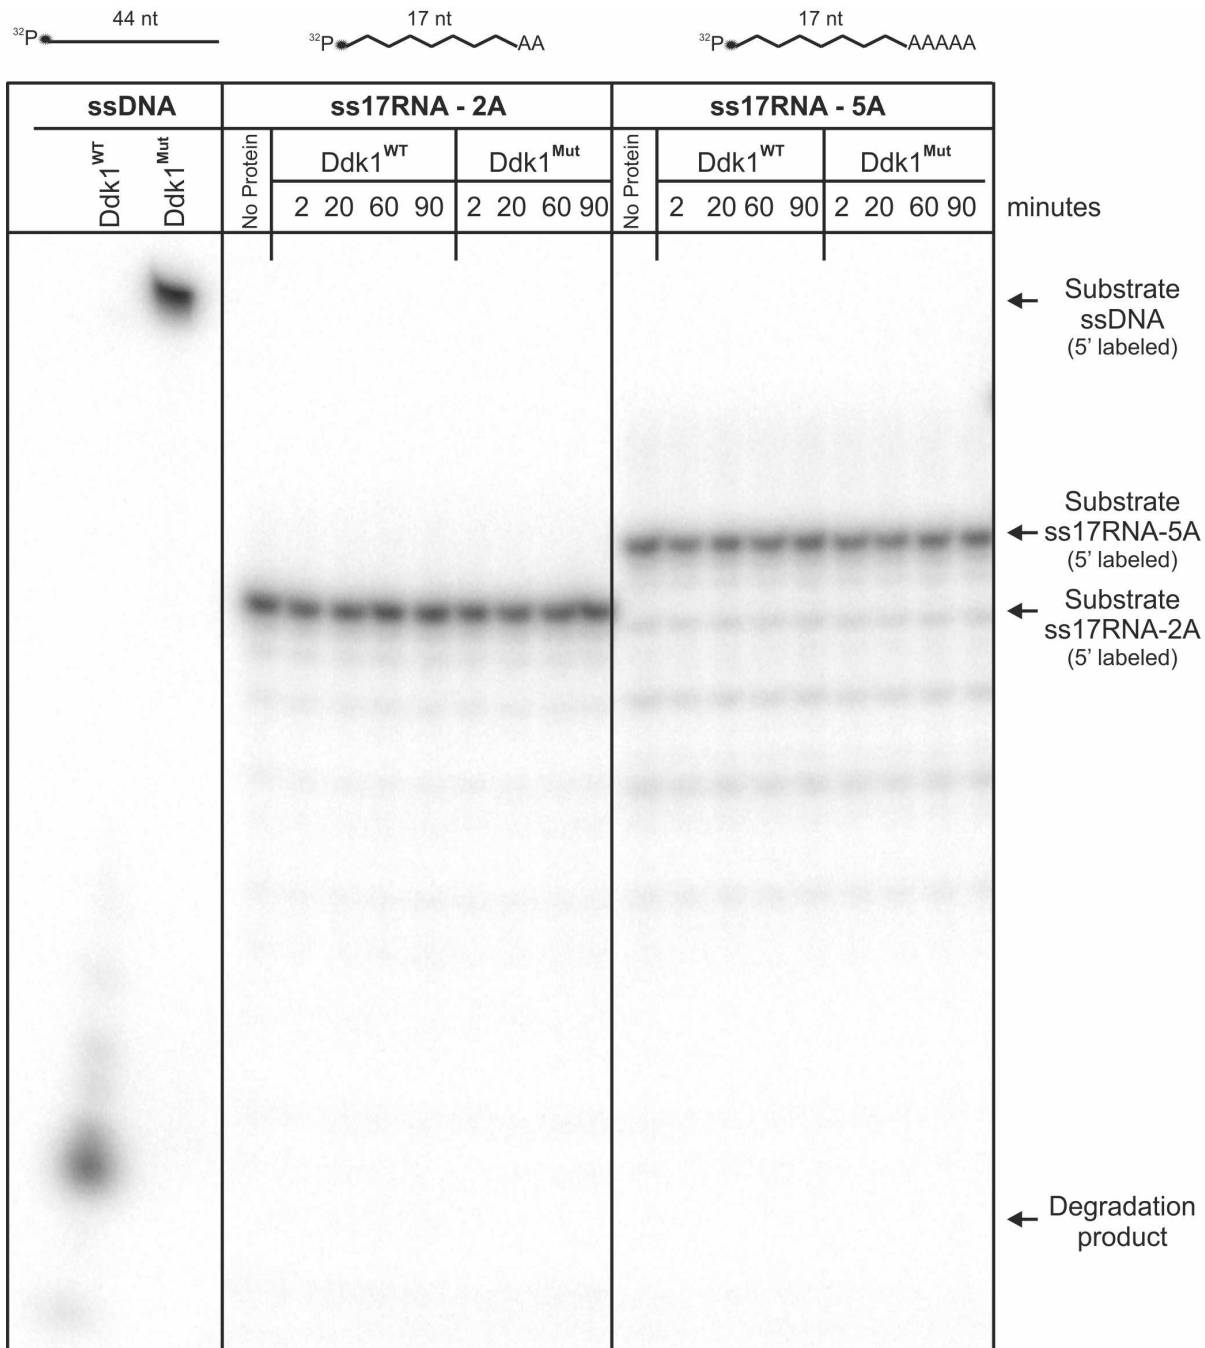 44 nt 17 nt 17 nt
32P 32P AA 32P AAAAA
ssDNA ss17RNA - 2A ss17RNA - 5A
Ddk1WT Ddk1Mut No Protein Ddk1WT Ddk1Mut No Protein Ddk1WT Ddk1Mut
2 20 60 90 2 20 60 90 2 20 60 90 2 20 60 90 minutes
Substrate
ssDNA
(5' labeled)
Substrate
ss17RNA-5A
(5' labeled)
Substrate
ss17RNA-2A
(5' labeled)
Degradation
product